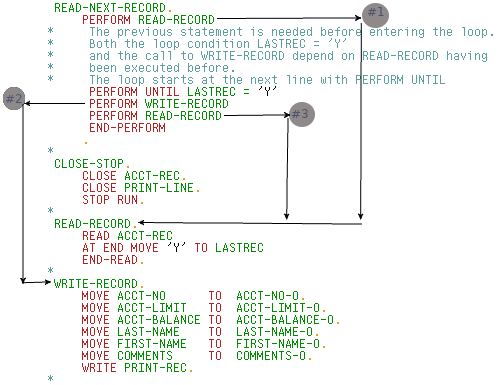 READ-NEXT-RECORD.
PERFORM READ-RECORD #1
* The previous statement is needed before entering the loop.
* Both the loop condition LASTREC = 'Y'
* and the call to WRITE-RECORD depend on READ-RECORD having
* been executed before.
* The loop starts at the next line with PERFORM UNTIL
#2 PERFORM UNTIL LASTREC = 'Y'
PERFORM WRITE-RECORD
PERFORM READ-RECORD #3
END-PERFORM
.
*
CLOSE-STOP.
CLOSE ACCT-REC.
CLOSE PRINT-LINE.
STOP RUN.
*
READ-RECORD.
READ ACCT-REC
AT END MOVE 'Y' TO LASTREC
END-READ.
*
WRITE-RECORD.
MOVE ACCT-NO TO ACCT-NO-O.
MOVE ACCT-LIMIT TO ACCT-LIMIT-O.
MOVE ACCT-BALANCE TO ACCT-BALANCE-O.
MOVE LAST-NAME TO LAST-NAME-O.
MOVE FIRST-NAME TO FIRST-NAME-O.
MOVE COMMENTS TO COMMENTS-O.
WRITE PRINT-REC.
*